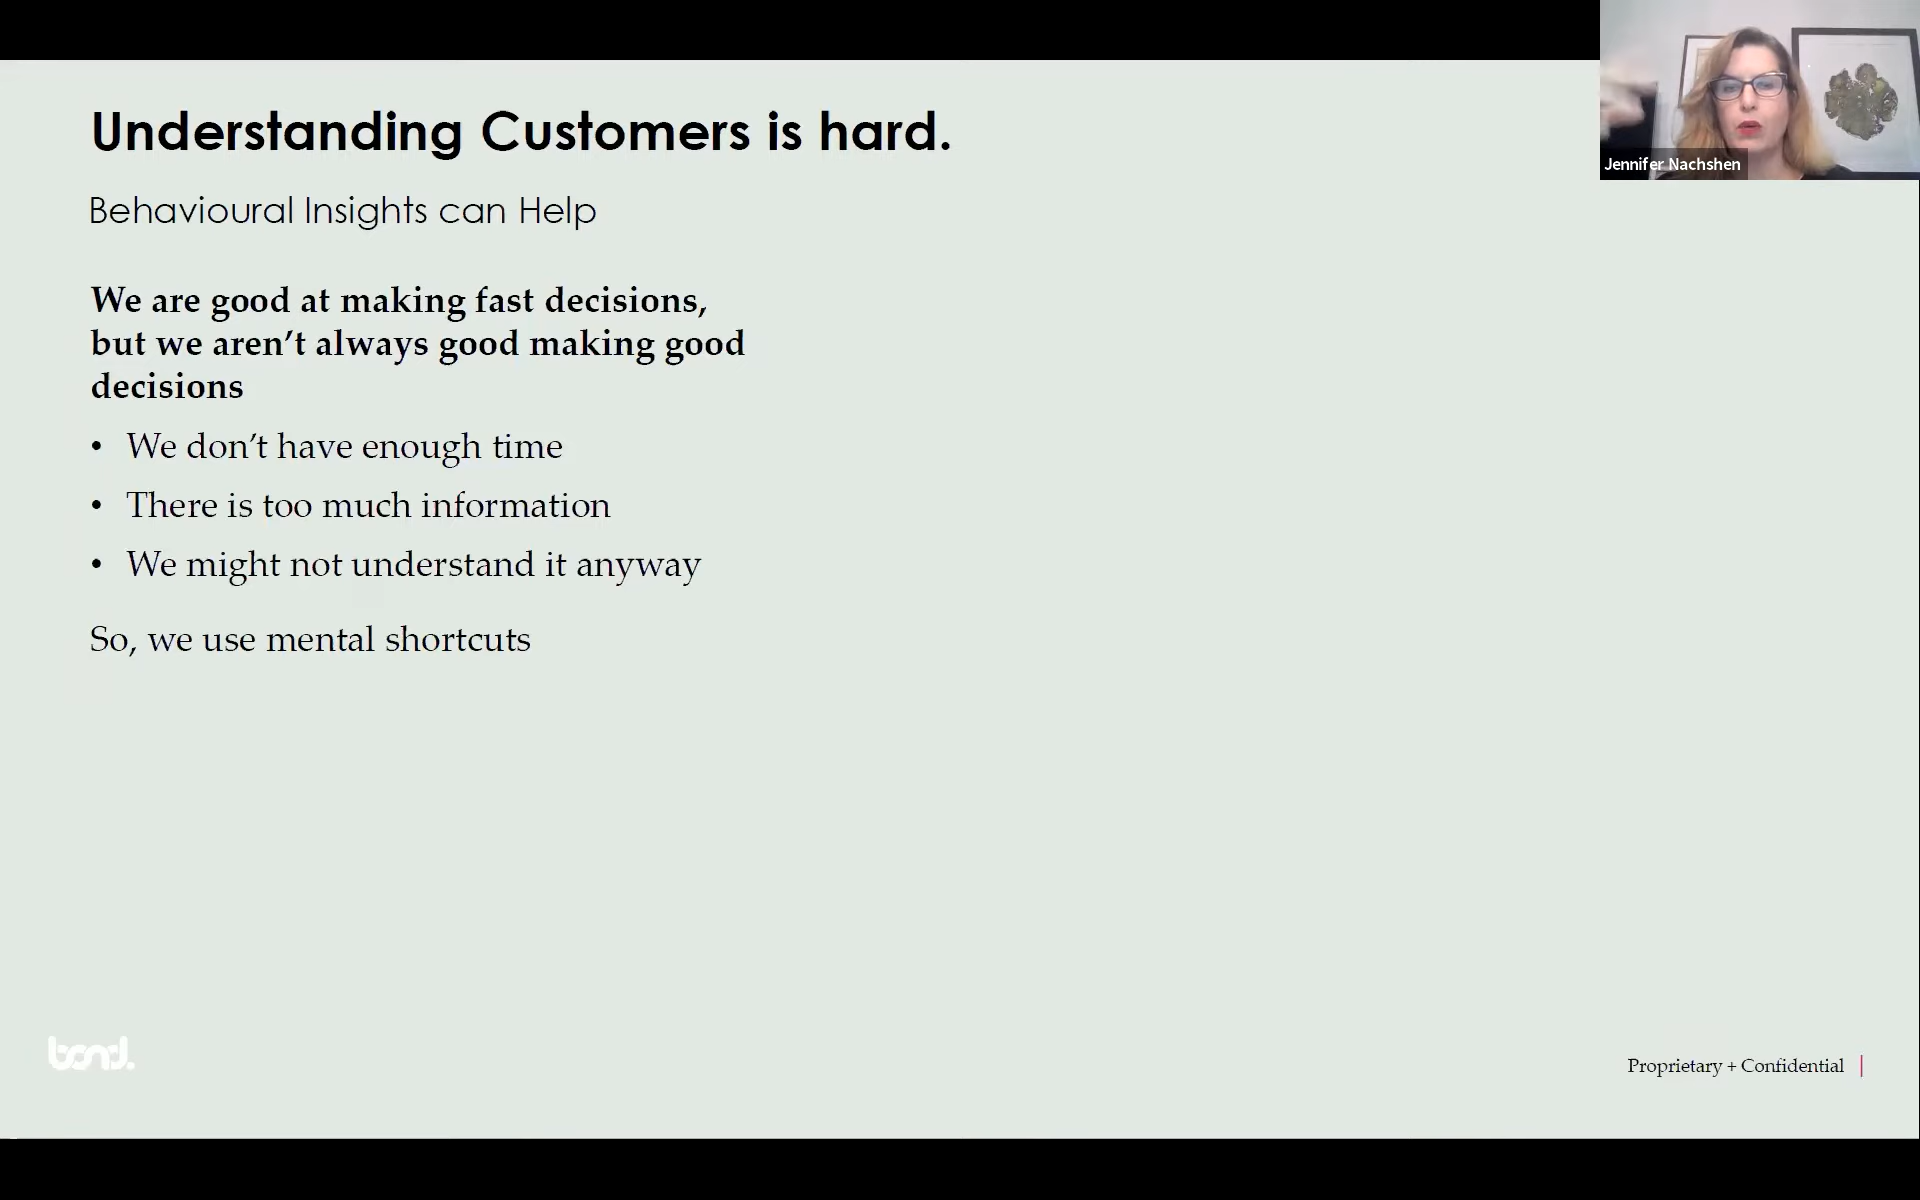 Understanding Customers is hard.
Jennifer Nachshen
Behavioural Insights can Help
We are good at making fast decisions,
but we aren’t always good making good
decisions
• We don’t have enough time
• There is too much information
• We might not understand it anyway
So, we use mental shortcuts
bond.
Proprietary + Confidential